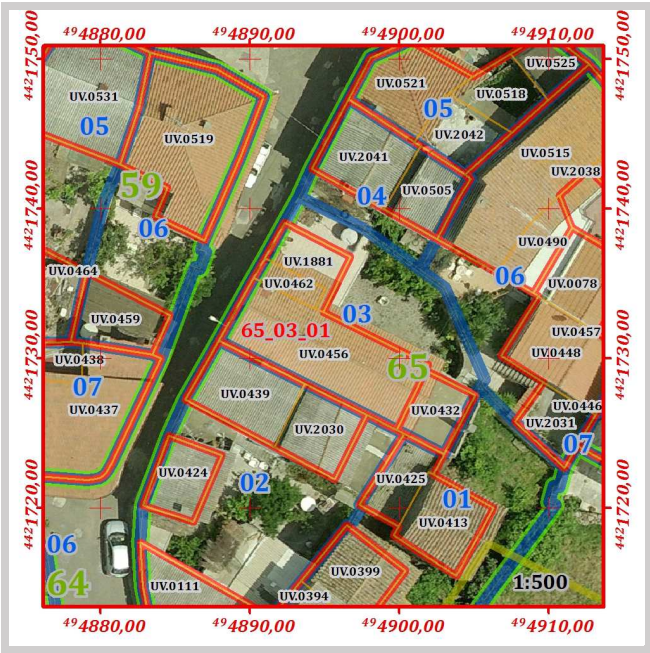 ⁴⁹4880,00 ⁴⁹4890,00 ⁴⁹4900,00 ⁴⁹4910,00
⁴⁴21750,00 ⁴⁴21750,00
UV.0525
UV.0521
UV.0518
UV.0531
05
05
UV.0519
UV.2042
UV.0515
UV.2041
UV.2038
59
04
UV.0505
⁴⁴21740,00 ⁴⁴21740,00
06
UV.0490
UV.1881
UV.0464
UV.0462
06
UV.0078
UV.0459
03
65_03_01
UV.0457
⁴⁴21730,00 ⁴⁴21730,00
UV.0438
UV.0456
UV.0448
65
07
UV.0439
UV.0437
UV.0432
UV.0446
UV.2030
UV.2031
07
UV.0424
UV.0425
02
01
⁴⁴21720,00 ⁴⁴21720,00
UV.0413
06
UV.0399
64
UV.0111
UV.0394
1:500
⁴⁹4880,00 ⁴⁹4890,00 ⁴⁹4900,00 ⁴⁹4910,00